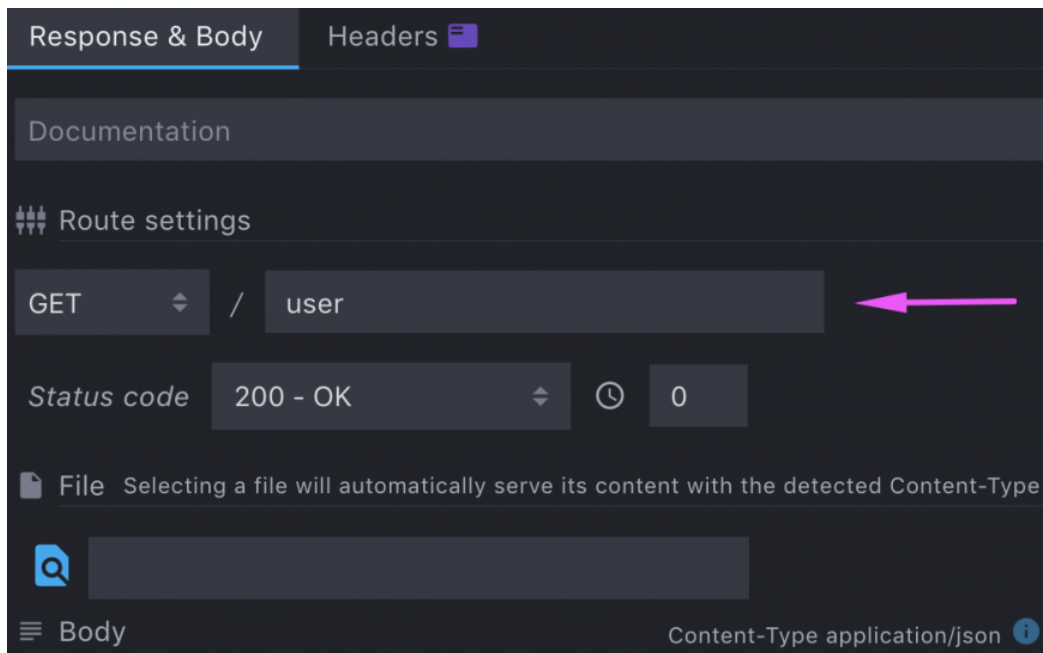 Response & Body Headers
Documentation
Route settings
GET / user
Status code 200 - OK 0
File Selecting a file will automatically serve its content with the detected Content-Type
Body Content-Type application/json